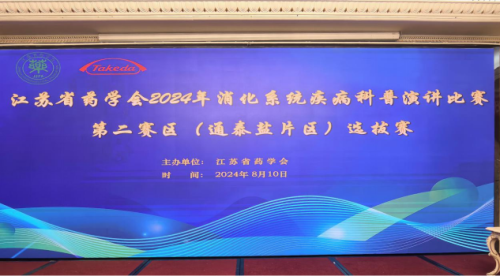 药
Takeda
江苏省药学会2024年消化系统疾病科普演讲比赛
第二赛区（通泰盐片区）选拔赛
主办单位： 江苏省药学会
时 间： 2024年8月10日